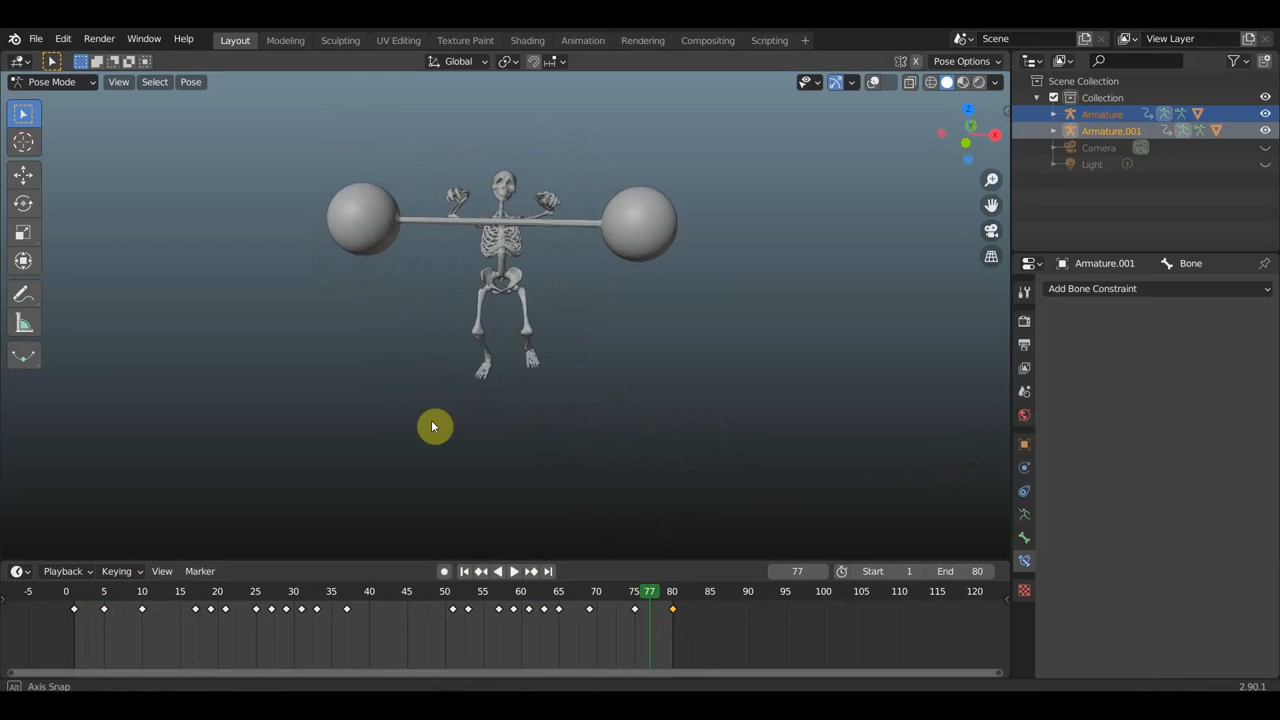 File Edit Render Window Help Layout Modeling Sculpting UV Editing Texture Paint Shading Animation Rendering Compositing Scripting + Scene View Layer
Global X Pose Options
Pose Mode View Select Pose
Scene Collection
Collection
Armature
Armature.001
Camera
Light
Z
Y
X
Armature.001 Bone
Add Bone Constraint
Playback Keying View Marker 77 Start 1 End 80
-5 0 5 10 15 20 25 30 35 40 45 50 55 60 65 70 75 77 80 85 90 95 100 105 110 115 120
Alt Axis Snap 2.90.1